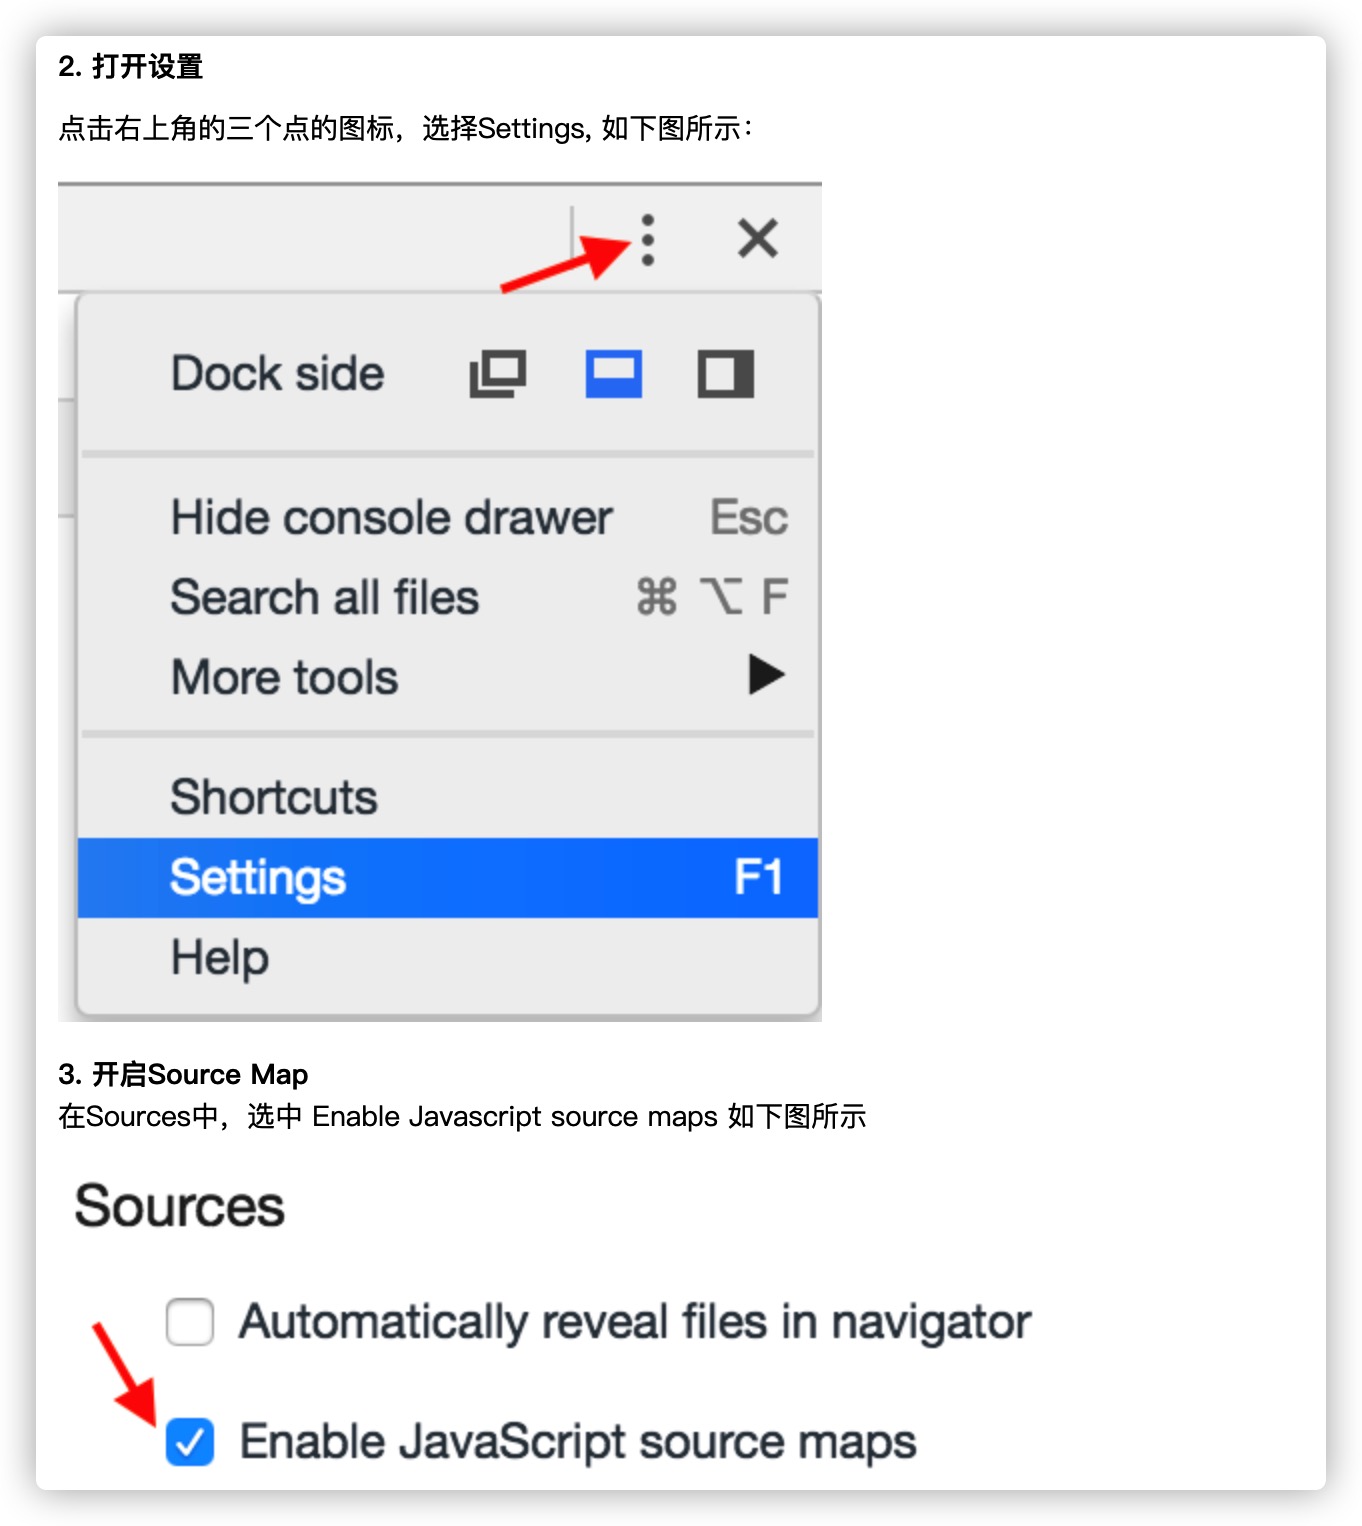 2. 打开设置
点击右上角的三个点的图标，选择Settings, 如下图所示：
Dock side
Hide console drawer Esc
Search all files ⌘ ⌥ F
More tools ▶
Shortcuts
Settings F1
Help
3. 开启Source Map
在Sources中，选中 Enable Javascript source maps 如下图所示
Sources
Automatically reveal files in navigator
Enable JavaScript source maps